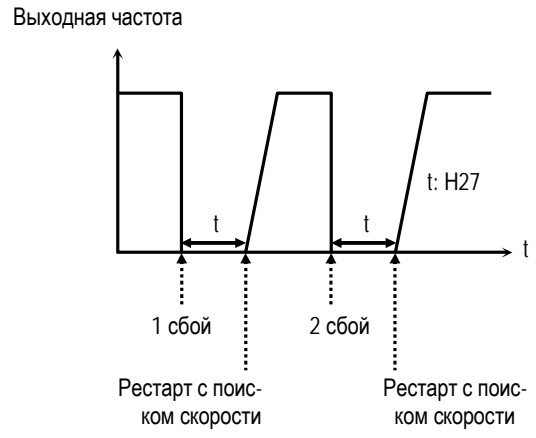 Выходная частота
t: H27
t
t
t
1 сбой
2 сбой
Рестарт с поис-
ком скорости
Рестарт с поис-
ком скорости